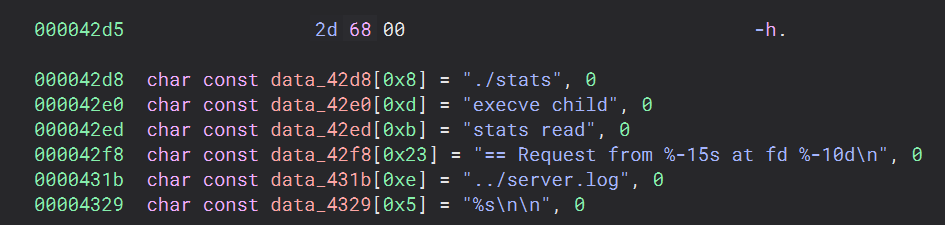 000042d5 2d 68 00 -h.
000042d8 char const data_42d8[0x8] = "./stats", 0
000042e0 char const data_42e0[0xd] = "execve child", 0
000042ed char const data_42ed[0xb] = "stats read", 0
000042f8 char const data_42f8[0x23] = "== Request from %-15s at fd %-10d\n", 0
0000431b char const data_431b[0xe] = "../server.log", 0
00004329 char const data_4329[0x5] = "%s\n\n", 0